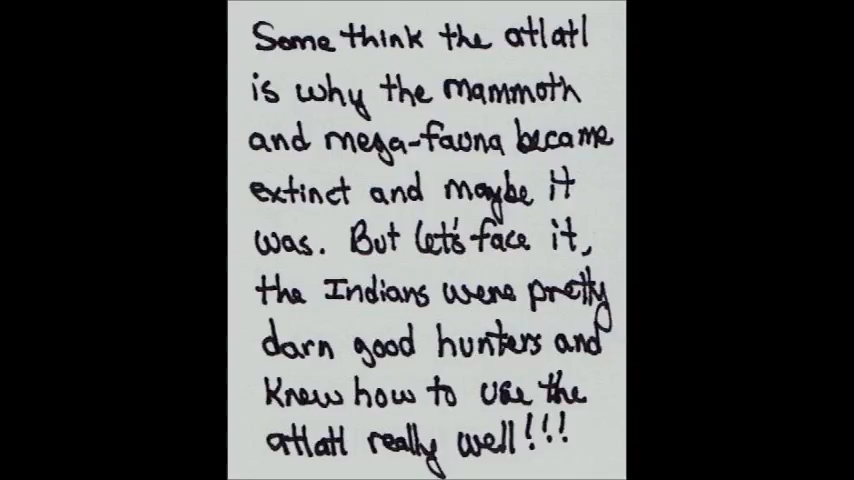 Some think the atlatl
is why the mammoth
and mega-fauna became
extinct and maybe it
was. But let's face it,
the Indians were pretty
darn good hunters and
knew how to use the
atlatl really well!!!